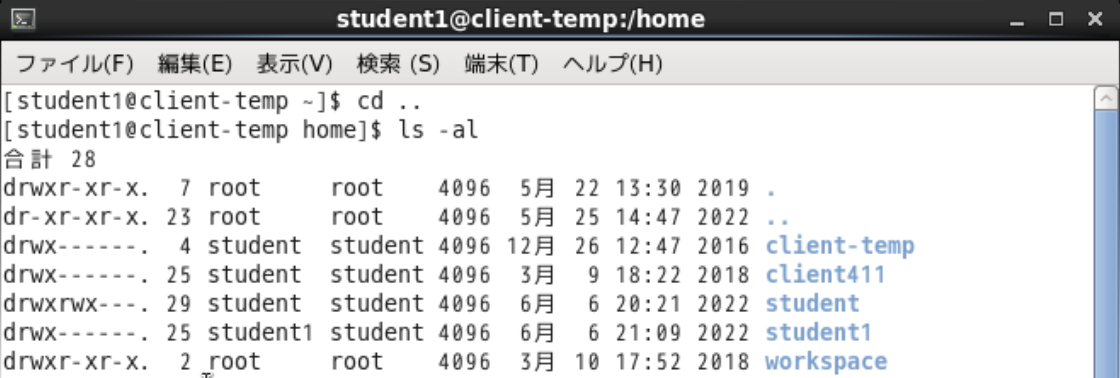 student1@client-temp:/home
ファイル(F) 編集(E) 表示(V) 検索 (S) 端末(T) ヘルプ(H)
[student1@client-temp ~]$ cd ..
[student1@client-temp home]$ ls -al
合計 28
drwxr-xr-x. 7 root root 4096 5月 22 13:30 2019 .
dr-xr-xr-x. 23 root root 4096 5月 25 14:47 2022 ..
drwx------. 4 student student 4096 12月 26 12:47 2016 client-temp
drwx------. 25 student student 4096 3月 9 18:22 2018 client411
drwxrwx---. 29 student student 4096 6月 6 20:21 2022 student
drwx------. 25 student1 student 4096 6月 6 21:09 2022 student1
drwxr-xr-x. 2 root root 4096 3月 10 17:52 2018 workspace